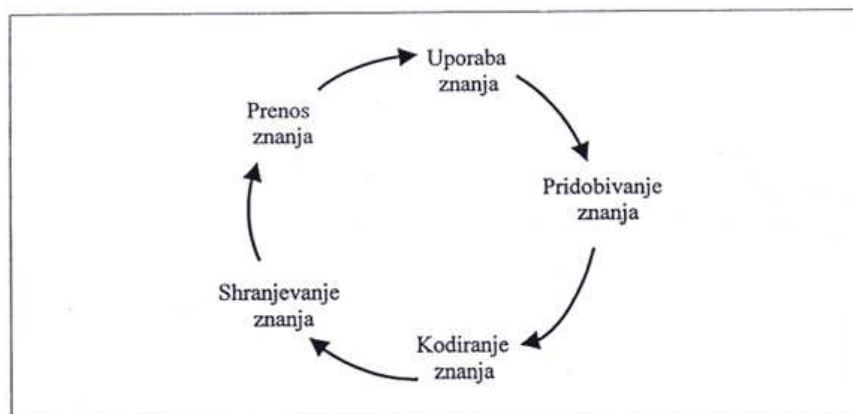 Uporaba
znanja
Pridobivanje
znanja
Kodiranje
znanja
Shranjevanje
znanja
Prenos
znanja